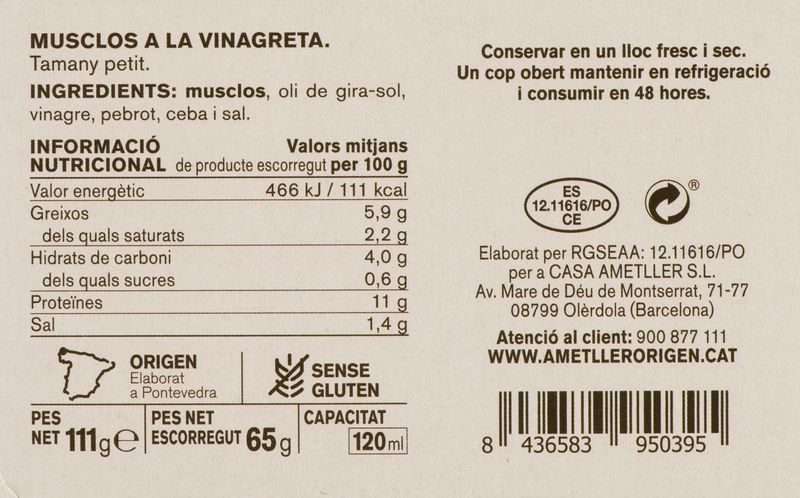 MUSCLOS A LA VINAGRETA.
Tamany petit.
INGREDIENTS: musclos, oli de gira-sol,
vinagre, pebrot, ceba i sal.
INFORMACIÓ Valors mitjans
NUTRICIONAL de producte escorregut per 100 g
Valor energètic 466 kJ / 111 kcal
Greixos 5,9 g
dels quals saturats 2,2 g
Hidrats de carboni 4,0 g
dels quals sucres 0,6 g
Proteïnes 11 g
Sal 1,4 g
ORIGEN
Elaborat
a Pontevedra
SENSE
GLUTEN
PES
NET 111g e
PES NET
ESCORREGUT 65g
CAPACITAT
120 ml
Conservar en un lloc fresc i sec.
Un cop obert mantenir en refrigeració
i consumir en 48 hores.
ES
12.11616/PO
CE
®
Elaborat per RGSEAA: 12.11616/PO
per a CASA AMETLLER S.L.
Av. Mare de Déu de Montserrat, 71-77
08799 Olèrdola (Barcelona)
Atenció al client: 900 877 111
WWW.AMETLLERORIGEN.CAT
8 436583 950395